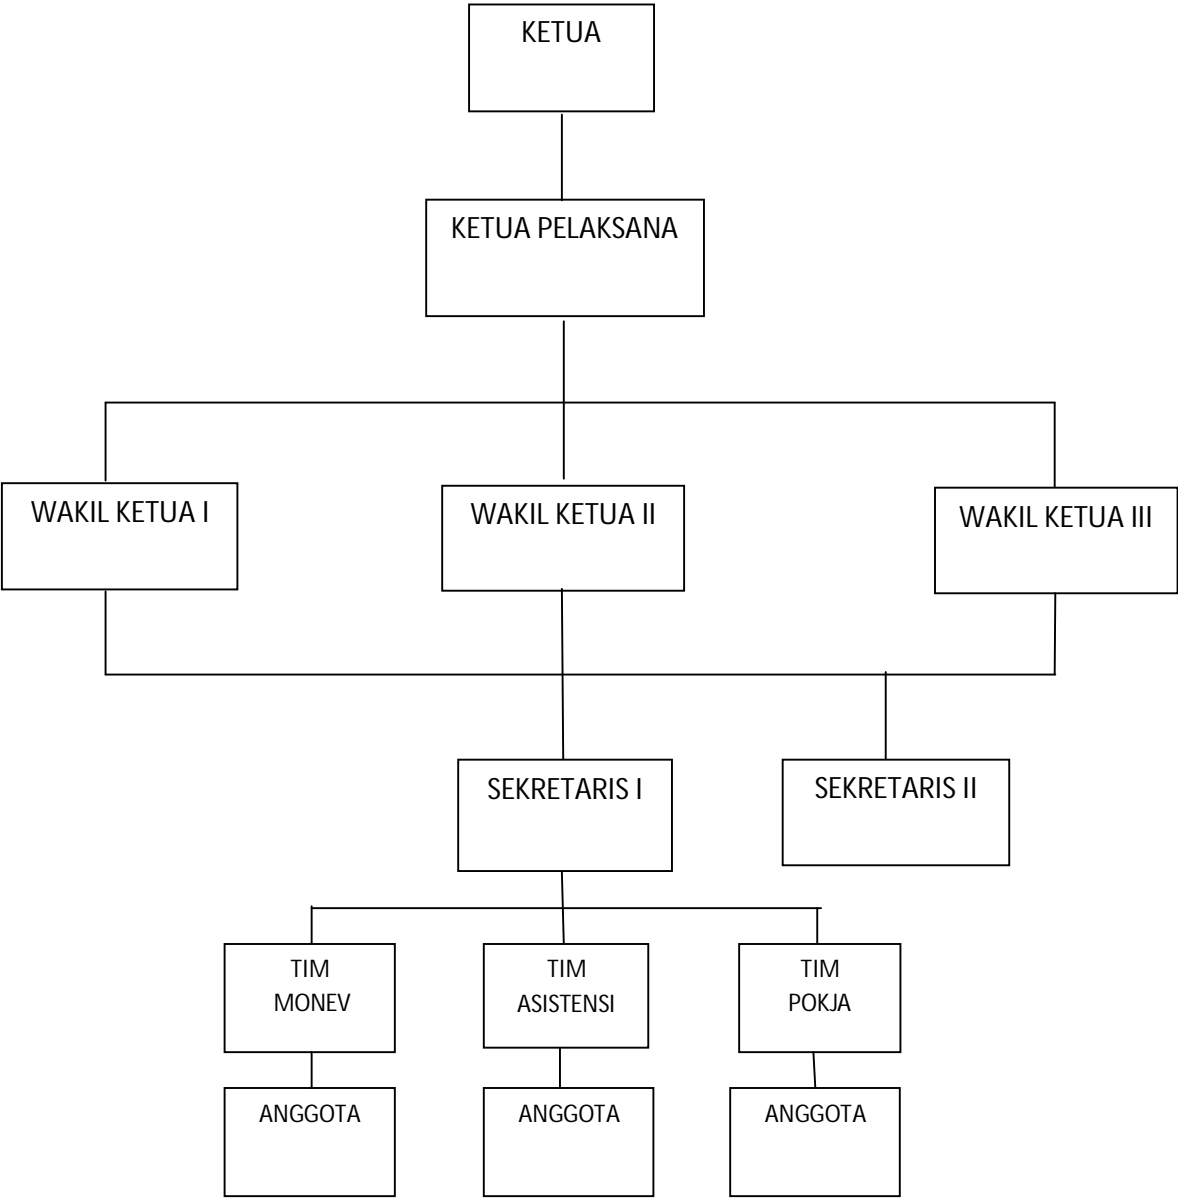 KETUA
KETUA PELAKSANA
WAKIL KETUA I
WAKIL KETUA II
WAKIL KETUA III
SEKRETARIS I
SEKRETARIS II
TIM
MONEV
TIM
ASISTENSI
TIM
POKJA
ANGGOTA
ANGGOTA
ANGGOTA